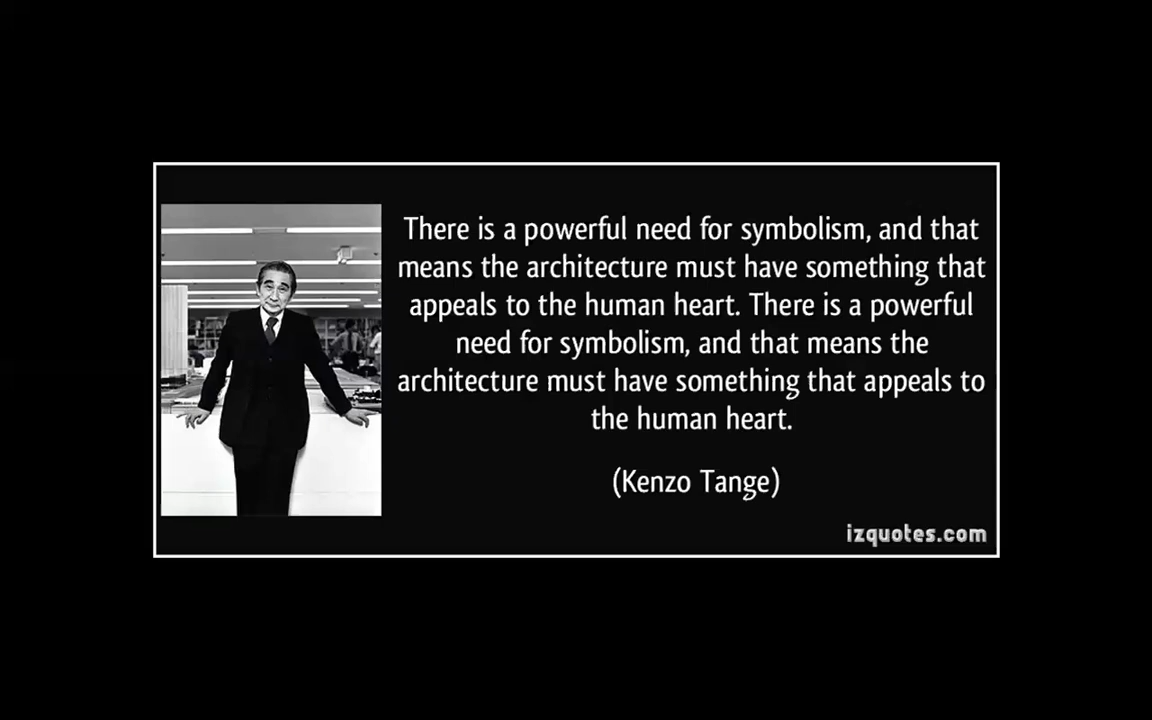 There is a powerful need for symbolism, and that
means the architecture must have something that
appeals to the human heart. There is a powerful
need for symbolism, and that means the
architecture must have something that appeals to
the human heart.
(Kenzo Tange)
izquotes.com